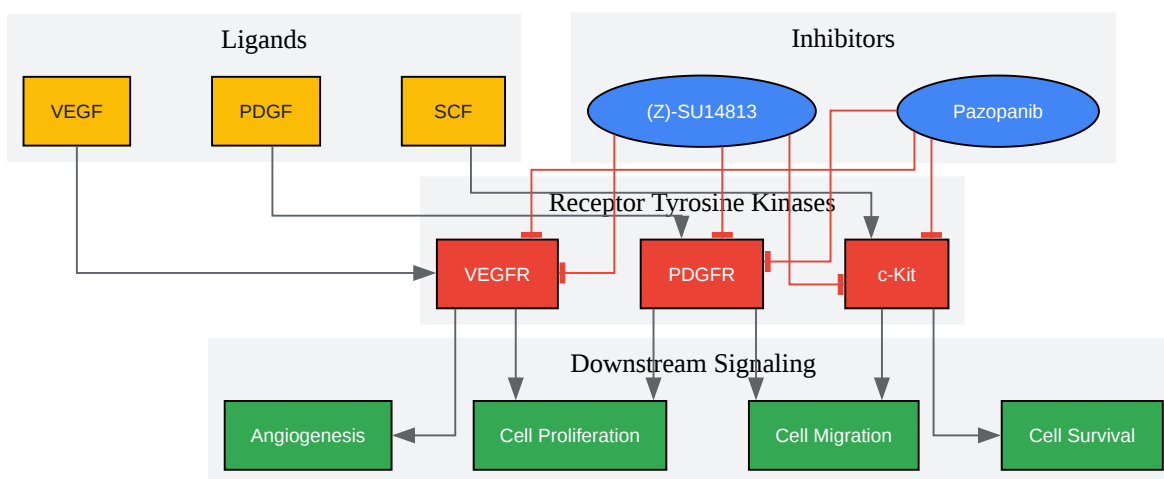 Ligands
Inhibitors
VEGF
PDGF
SCF
(Z)-SU14813
Pazopanib
Receptor Tyrosine Kinases
VEGFR
PDGFR
c-Kit
Downstream Signaling
Angiogenesis
Cell Proliferation
Cell Migration
Cell Survival